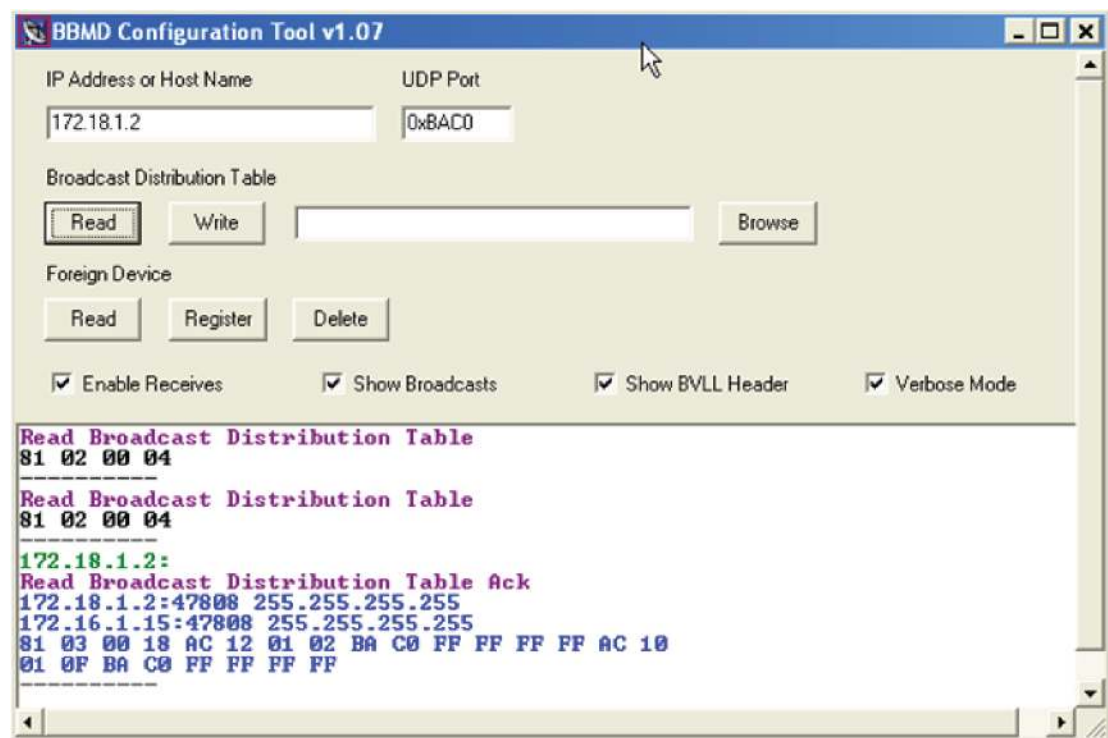 BBMD Configuration Tool v1.07
IP Address or Host Name UDP Port
172.18.1.2 0xBAC0
Broadcast Distribution Table
Read Write Browse
Foreign Device
Read Register Delete
Enable Receives Show Broadcasts Show BVLL Header Verbose Mode
Read Broadcast Distribution Table
81 02 00 04
----------
Read Broadcast Distribution Table
81 02 00 04
----------
172.18.1.2:
Read Broadcast Distribution Table Ack
172.18.1.2:47808 255.255.255.255
172.16.1.15:47808 255.255.255.255
81 03 00 18 AC 12 01 02 BA C0 FF FF FF FF AC 10
01 0F BA C0 FF FF FF FF
----------